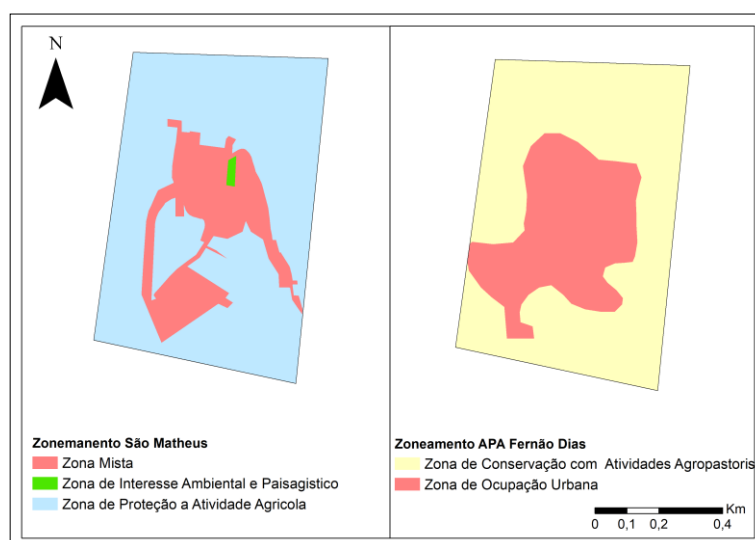 N
Zonemanento São Matheus
Zona Mista
Zona de Interesse Ambiental e Paisagistico
Zona de Proteção a Atividade Agricola
Zoneamento APA Fernão Dias
Zona de Conservação com Atividades Agropastoris
Zona de Ocupação Urbana
Km
0 0,1 0,2 0,4